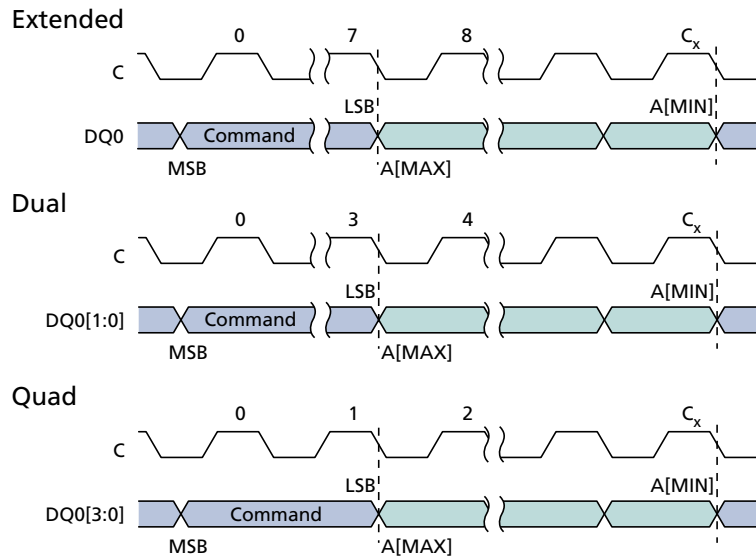 Extended
0 7 8 Cx
C
LSB A[MIN]
DQ0 Command
MSB A[MAX]
Dual
0 3 4 Cx
C
LSB A[MIN]
DQ0[1:0] Command
MSB A[MAX]
Quad
0 1 2 Cx
C
LSB A[MIN]
DQ0[3:0] Command
MSB A[MAX]